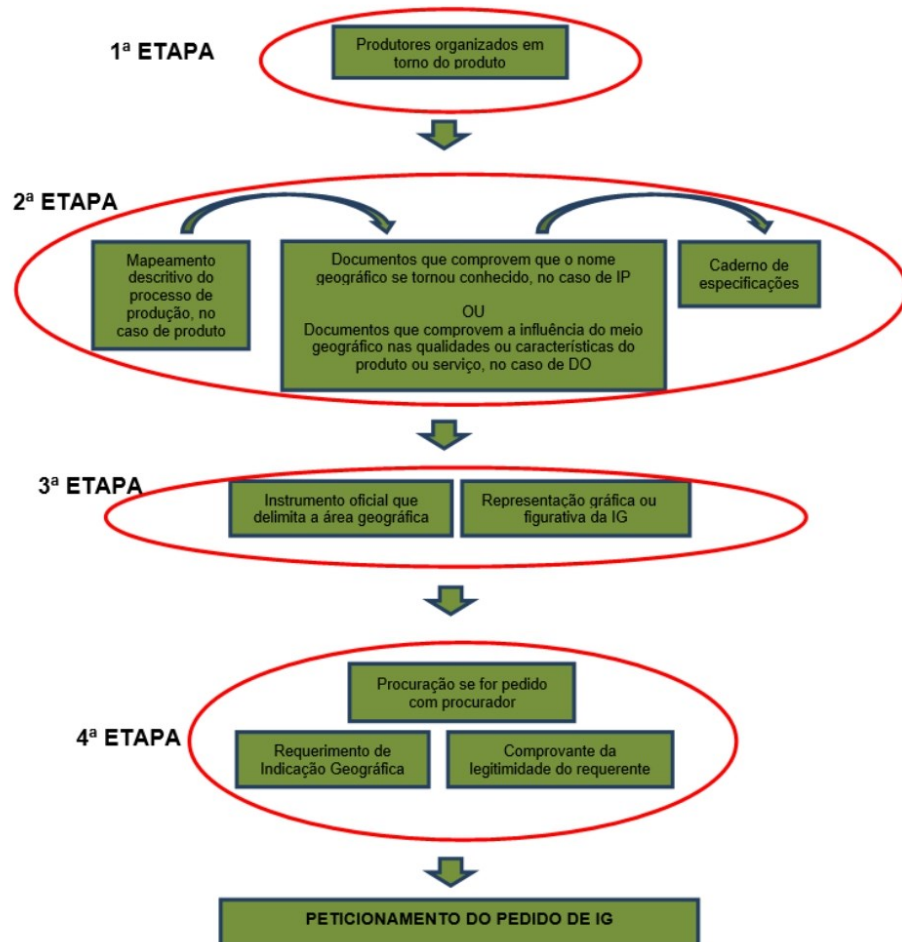 1ª ETAPA
Produtores organizados em
torno do produto
2ª ETAPA
Mapeamento
descritivo do
processo de
produção, no
caso de produto
Documentos que comprovem que o nome
geográfico se tornou conhecido, no caso de IP
OU
Documentos que comprovem a influência do meio
geográfico nas qualidades ou características do
produto ou serviço, no caso de DO
Caderno de
especificações
3ª ETAPA
Instrumento oficial que
delimita a área geográfica
Representação gráfica ou
figurativa da IG
4ª ETAPA
Procuração se for pedido
com procurador
Requerimento de
Indicação Geográfica
Comprovante da
legitimidade do requerente
PETICIONAMENTO DO PEDIDO DE IG